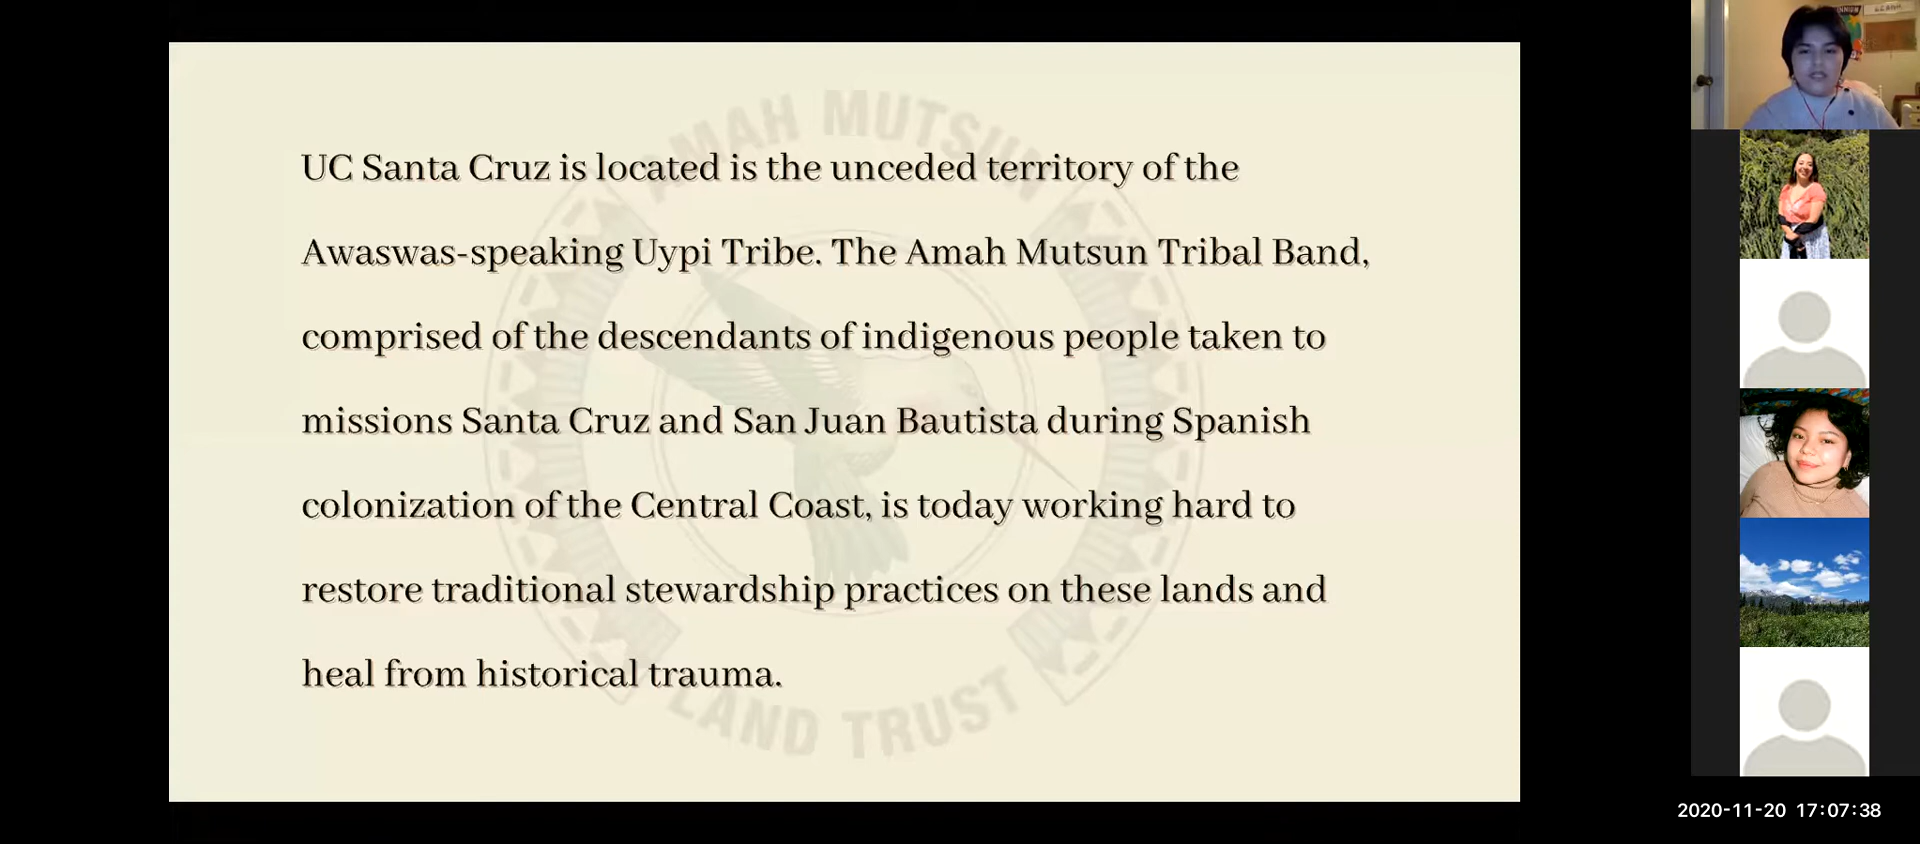 AMAH MUTSUN
UC Santa Cruz is located is the unceded territory of the
Awaswas-speaking Uypi Tribe. The Amah Mutsun Tribal Band,
comprised of the descendants of indigenous people taken to
missions Santa Cruz and San Juan Bautista during Spanish
colonization of the Central Coast, is today working hard to
restore traditional stewardship practices on these lands and
heal from historical trauma.
LAND TRUST
2020-11-20 17:07:38